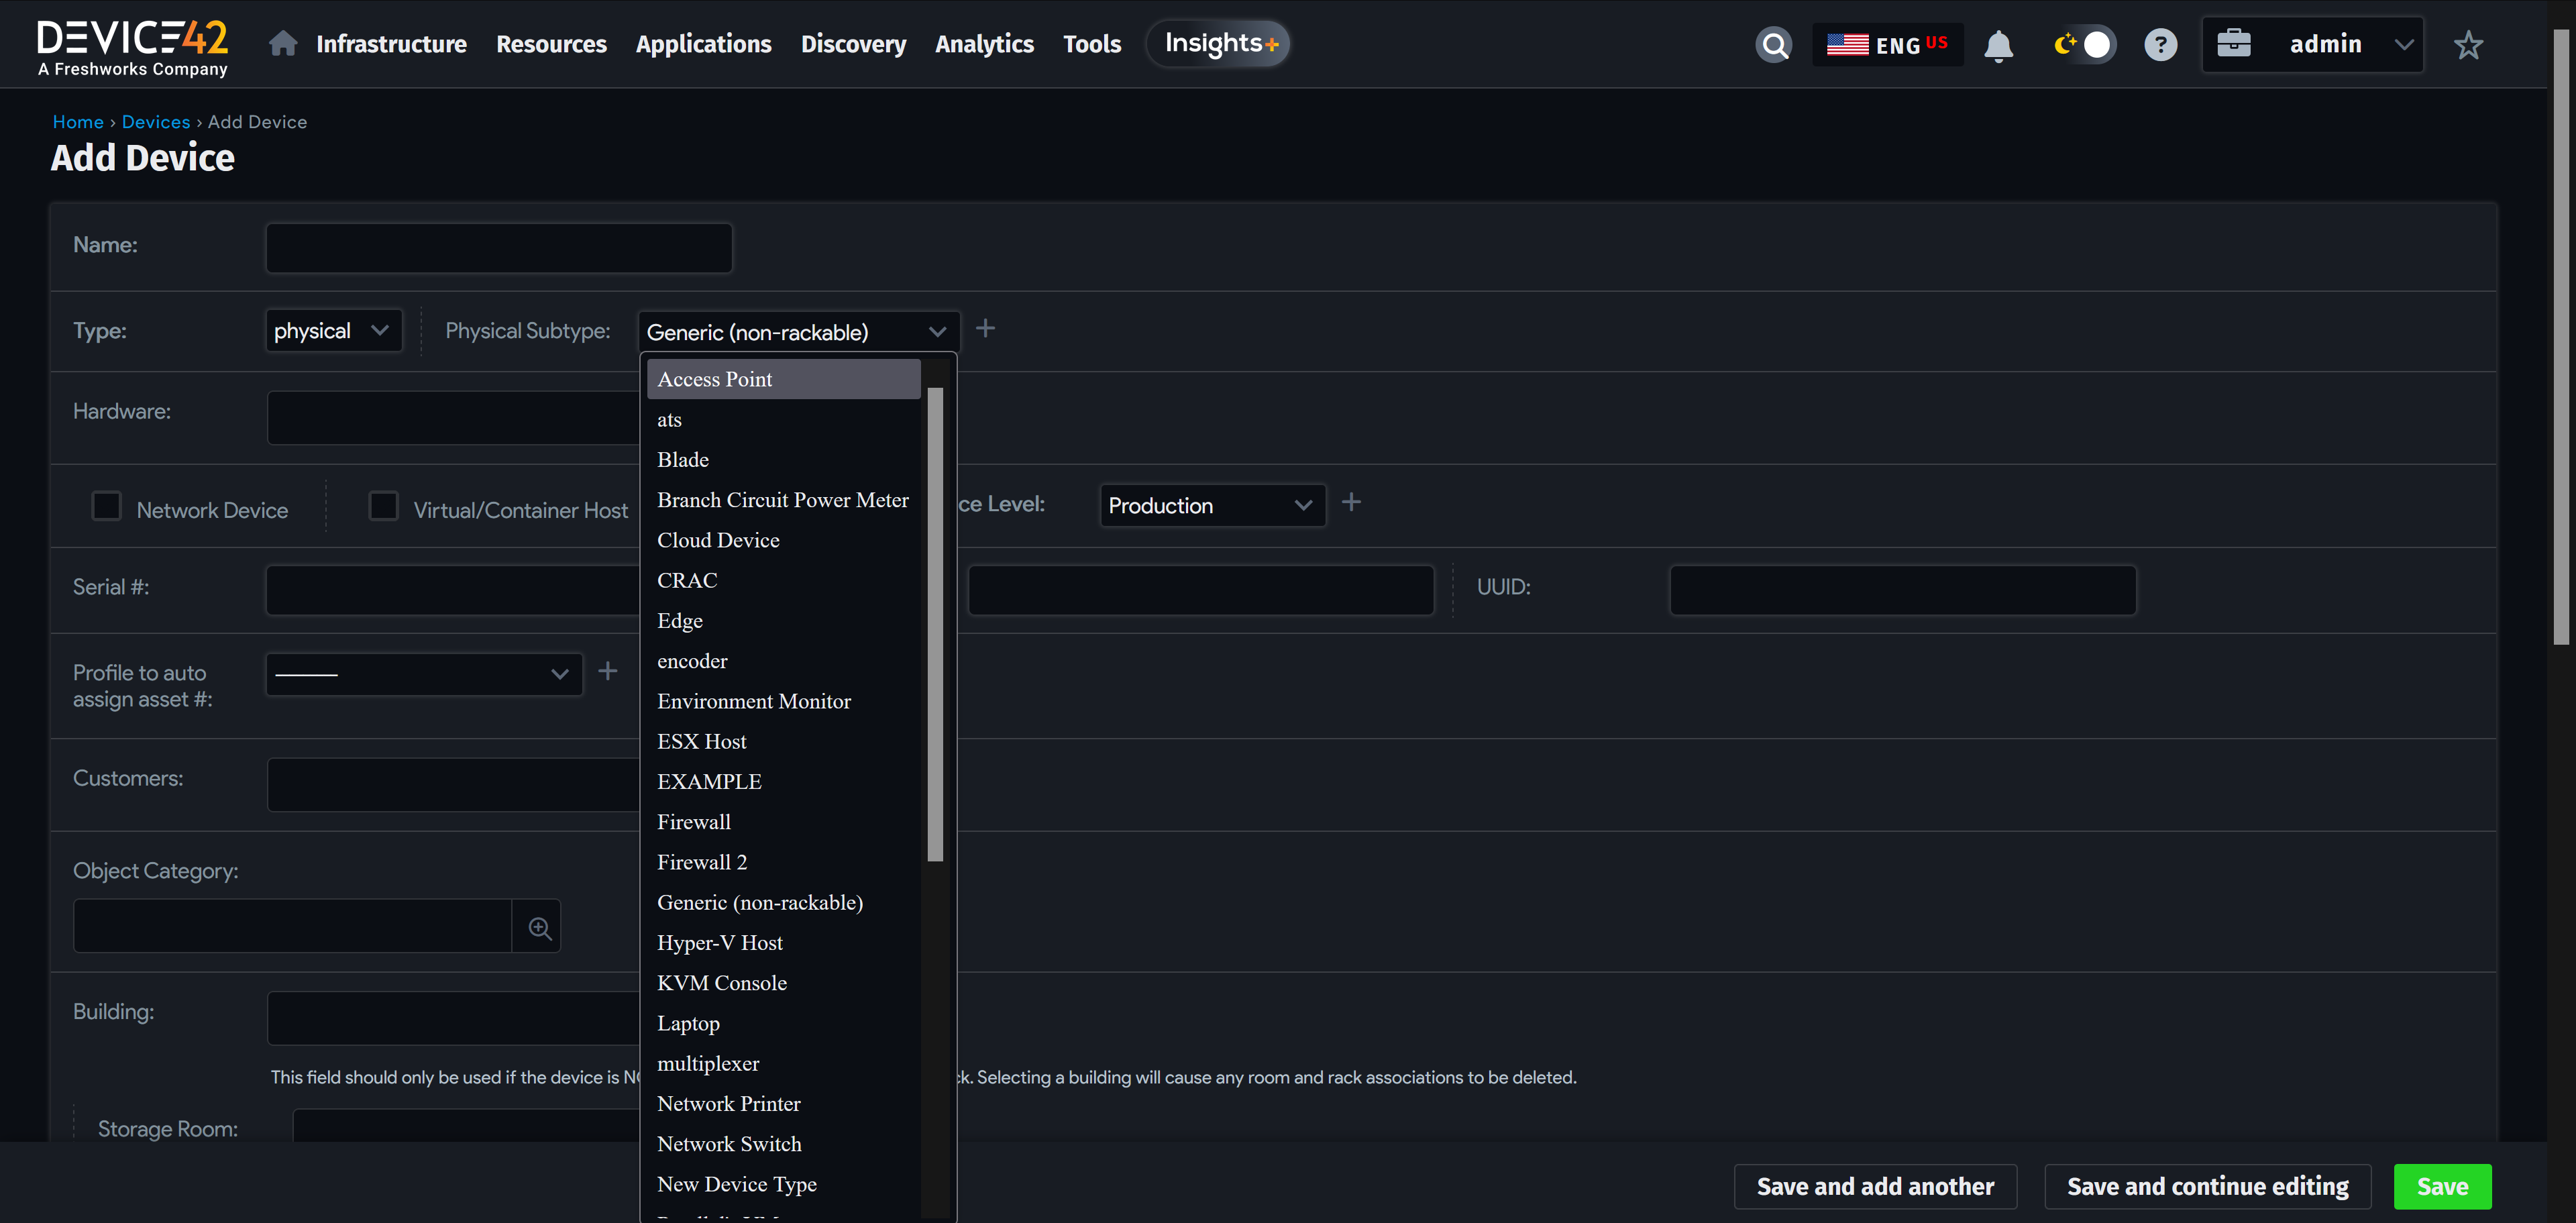 DEVICE42
A Freshworks Company
Infrastructure Resources Applications Discovery Analytics Tools Insights+
ENG US
?
admin
Home › Devices › Add Device
Add Device
Name:
Type: physical Physical Subtype: Generic (non-rackable)
Access Point
Hardware:
ats
Blade
Network Device Virtual/Container Host
Branch Circuit Power Meter
ce Level: Production
Cloud Device
CRAC
Serial #:
UUID:
Edge
encoder
Profile to auto
assign asset #:
Environment Monitor
ESX Host
Customers:
EXAMPLE
Firewall
Firewall 2
Object Category:
Generic (non-rackable)
Hyper-V Host
KVM Console
Building:
Laptop
multiplexer
This field should only be used if the device is k. Selecting a building will cause any room and rack associations to be deleted.
Network Printer
Storage Room:
Network Switch
New Device Type
Save and add another Save and continue editing Save